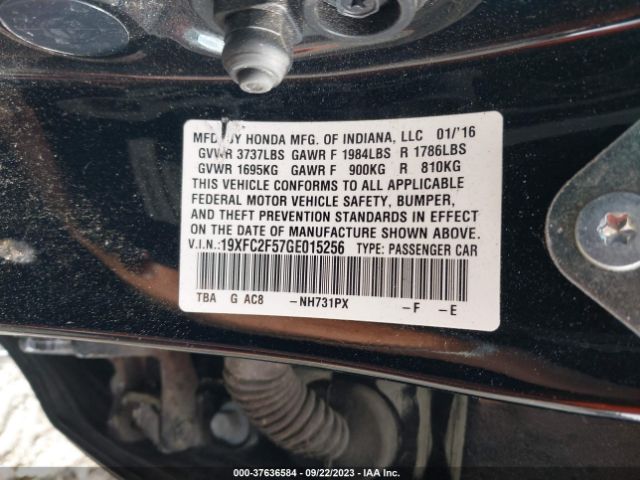 MFD BY HONDA MFG. OF INDIANA, LLC 01/'16
GVWR 3737LBS GAWR F 1984LBS R 1786LBS
GVWR 1695KG GAWR F 900KG R 810KG
THIS VEHICLE CONFORMS TO ALL APPLICABLE
FEDERAL MOTOR VEHICLE SAFETY, BUMPER,
AND THEFT PREVENTION STANDARDS IN EFFECT
ON THE DATE OF MANUFACTURE SHOWN ABOVE.
V.I.N.:19XFC2F57GE015256 TYPE: PASSENGER CAR
TBA G AC8 -NH731PX -F -E
000-37636584 - 09/22/2023 - IAA Inc.